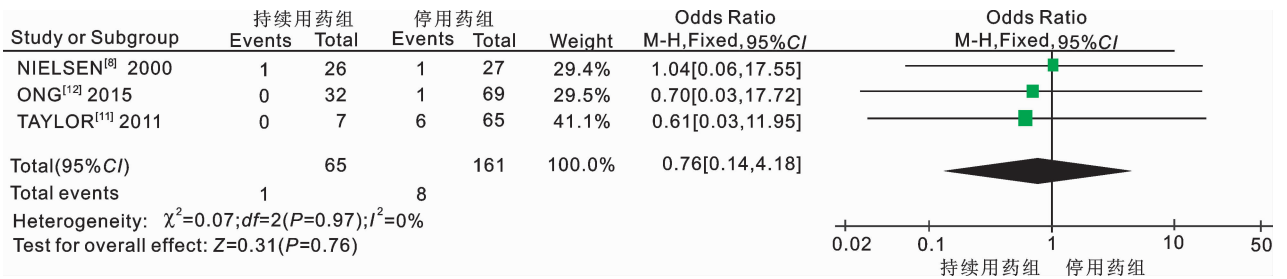 持续用药组 停用药组 Odds Ratio Odds Ratio
Study or Subgroup Events Total Events Total Weight M-H,Fixed,95%CI M-H,Fixed,95%CI
NIELSEN[8] 2000 1 26 1 27 29.4% 1.04[0.06,17.55]
ONG[12] 2015 0 32 1 69 29.5% 0.70[0.03,17.72]
TAYLOR[11] 2011 0 7 6 65 41.1% 0.61[0.03,11.95]
Total(95%CI) 65 161 100.0% 0.76[0.14,4.18]
Total events 1 8
Heterogeneity: χ²=0.07;df=2(P=0.97);I²=0%
Test for overall effect: Z=0.31(P=0.76)
0.02 0.1 1 10 50
持续用药组 停用药组